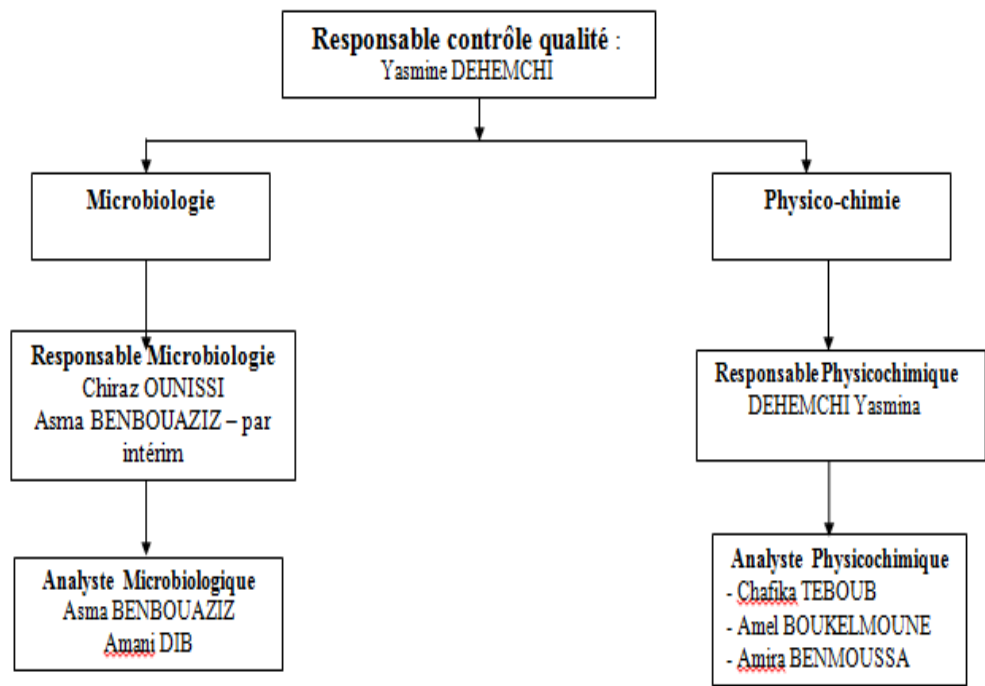 Responsable contrôle qualité :
Yasmine DEHEMCHI
Microbiologie
Physico-chimie
Responsable Microbiologie
Chiraz OUNISSI
Asma BENBOUAZIZ – par
intérim
Responsable Physicochimique
DEHEMCHI Yasmina
Analyste Microbiologique
Asma BENBOUAZIZ
Amani DIB
Analyste Physicochimique
- Chafika TEBOUB
- Amel BOUKELMOUNE
- Amira BENMOUSSA